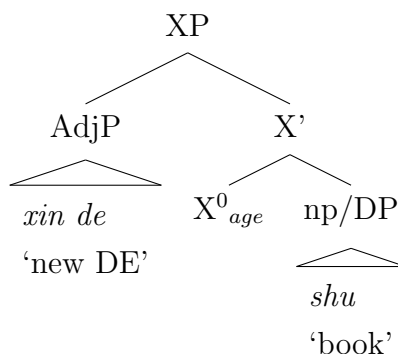 XP
AdjP X’
xin de X⁰age np/DP
‘new DE’ shu
‘book’